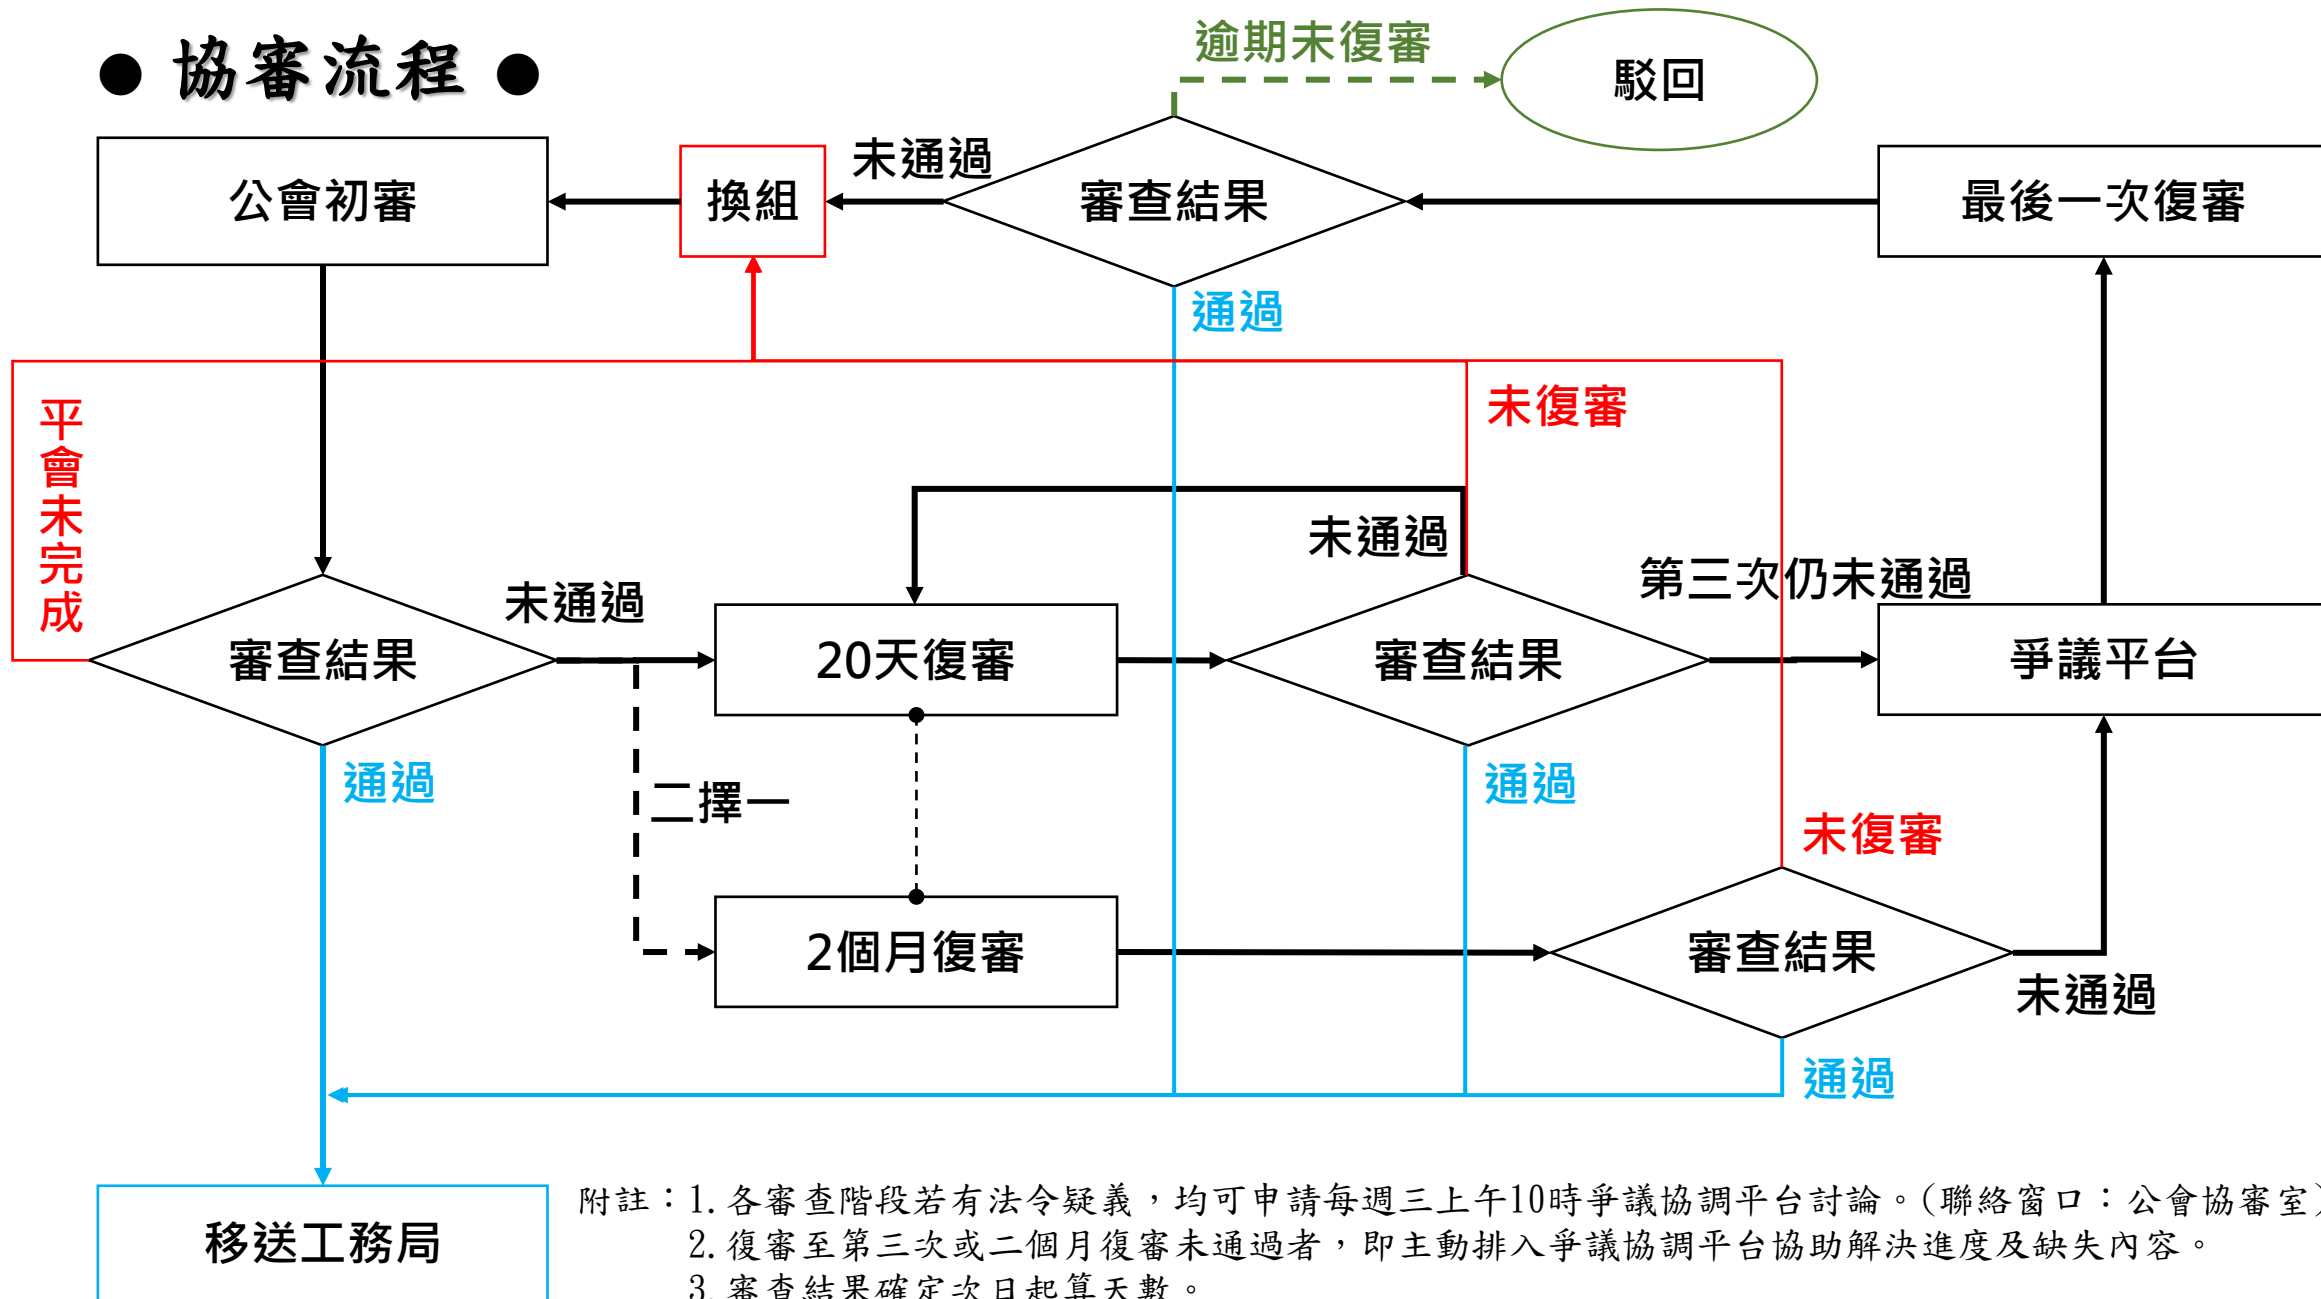 ● 協審流程 ●
逾期未復審
駁回
公會初審
換組
未通過
審查結果
最後一次復審
通過
平會未完成
未復審
未通過
第三次仍未通過
審查結果
未通過
20天復審
審查結果
爭議平台
通過
二擇一
通過
未復審
2個月復審
審查結果
未通過
通過
移送工務局
附註：1.各審查階段若有法令疑義，均可申請每週三上午10時爭議協調平台討論。(聯絡窗口：公會協審室)
2.復審至第三次或二個月復審未通過者，即主動排入爭議協調平台協助解決進度及缺失內容。
3.審查結果確定次日起算天數。